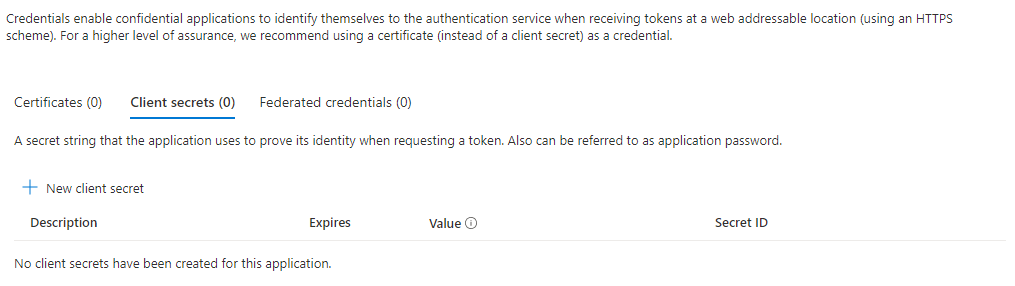 Credentials enable confidential applications to identify themselves to the authentication service when receiving tokens at a web addressable location (using an HTTPS
scheme). For a higher level of assurance, we recommend using a certificate (instead of a client secret) as a credential.
Certificates (0) Client secrets (0) Federated credentials (0)
A secret string that the application uses to prove its identity when requesting a token. Also can be referred to as application password.
New client secret
Description Expires Value Secret ID
No client secrets have been created for this application.